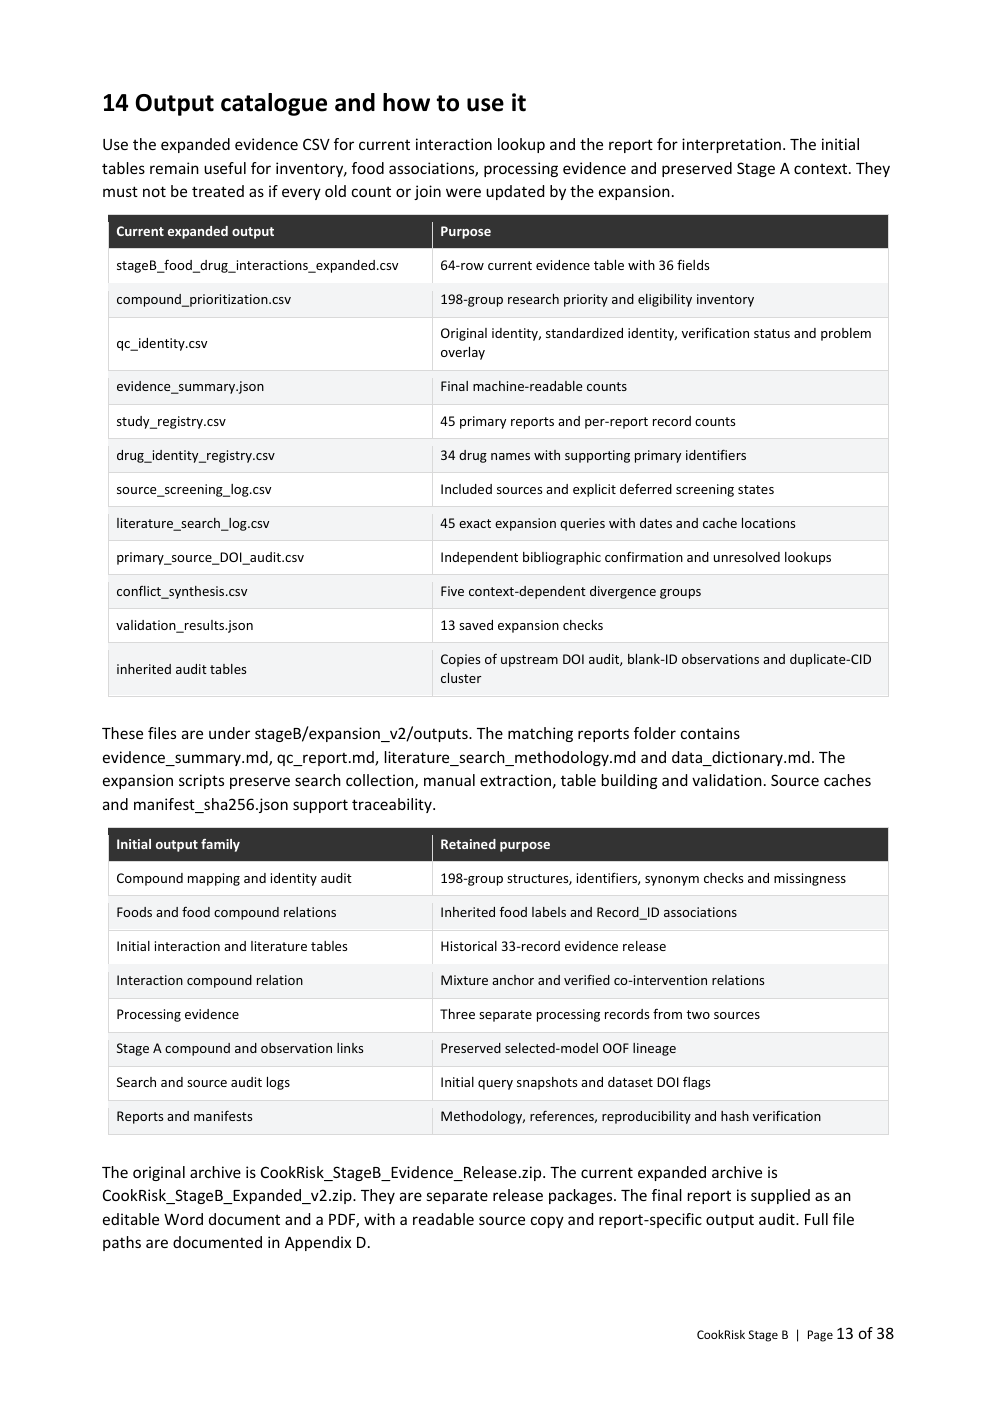 14 Output catalogue and how to use it
Use the expanded evidence CSV for current interaction lookup and the report for interpretation. The initial
tables remain useful for inventory, food associations, processing evidence and preserved Stage A context. They
must not be treated as if every old count or join were updated by the expansion.
Current expanded output Purpose
stageB_food_drug_interactions_expanded.csv 64-row current evidence table with 36 fields
compound_prioritization.csv 198-group research priority and eligibility inventory
qc_identity.csv Original identity, standardized identity, verification status and problem
overlay
evidence_summary.json Final machine-readable counts
study_registry.csv 45 primary reports and per-report record counts
drug_identity_registry.csv 34 drug names with supporting primary identifiers
source_screening_log.csv Included sources and explicit deferred screening states
literature_search_log.csv 45 exact expansion queries with dates and cache locations
primary_source_DOI_audit.csv Independent bibliographic confirmation and unresolved lookups
conflict_synthesis.csv Five context-dependent divergence groups
validation_results.json 13 saved expansion checks
inherited audit tables Copies of upstream DOI audit, blank-ID observations and duplicate-CID
cluster
These files are under stageB/expansion_v2/outputs. The matching reports folder contains
evidence_summary.md, qc_report.md, literature_search_methodology.md and data_dictionary.md. The
expansion scripts preserve search collection, manual extraction, table building and validation. Source caches
and manifest_sha256.json support traceability.
Initial output family Retained purpose
Compound mapping and identity audit 198-group structures, identifiers, synonym checks and missingness
Foods and food compound relations Inherited food labels and Record_ID associations
Initial interaction and literature tables Historical 33-record evidence release
Interaction compound relation Mixture anchor and verified co-intervention relations
Processing evidence Three separate processing records from two sources
Stage A compound and observation links Preserved selected-model OOF lineage
Search and source audit logs Initial query snapshots and dataset DOI flags
Reports and manifests Methodology, references, reproducibility and hash verification
The original archive is CookRisk_StageB_Evidence_Release.zip. The current expanded archive is
CookRisk_StageB_Expanded_v2.zip. They are separate release packages. The final report is supplied as an
editable Word document and a PDF, with a readable source copy and report-specific output audit. Full file
paths are documented in Appendix D.
CookRisk Stage B | Page 13 of 38